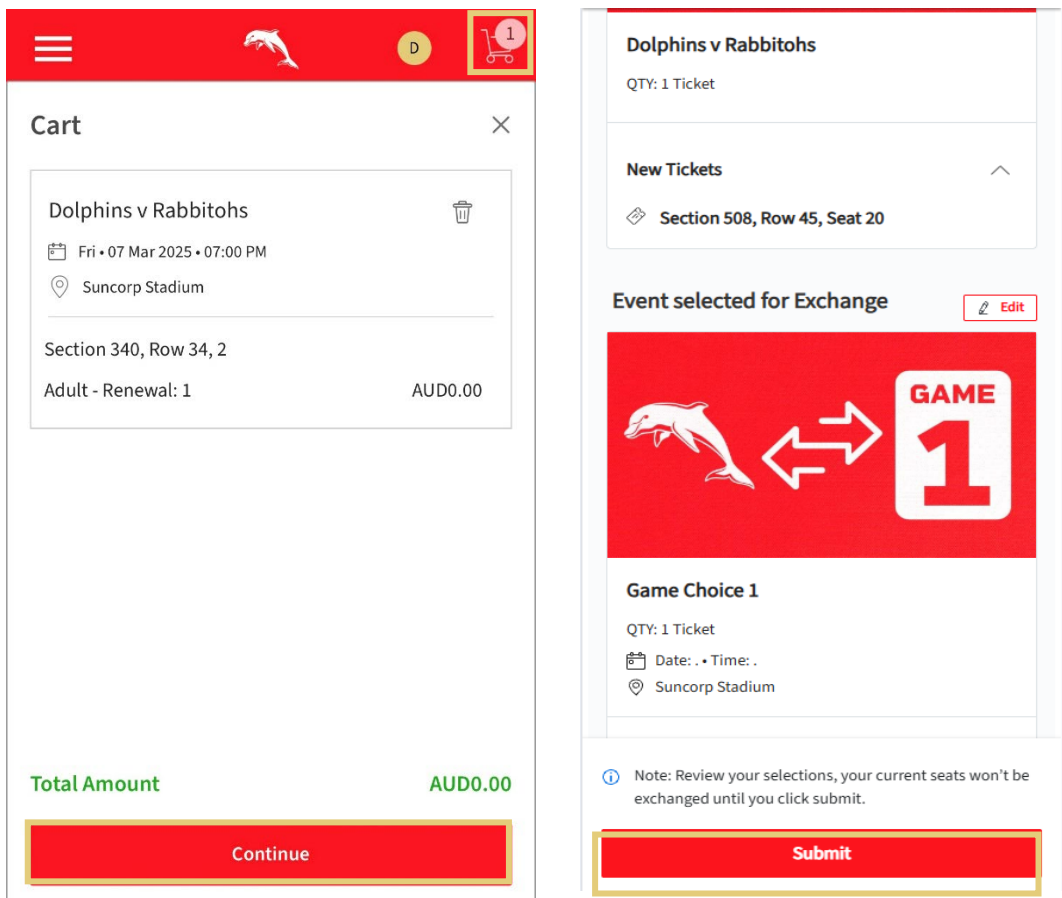 D
1
Cart
Dolphins v Rabbitohs
Fri • 07 Mar 2025 • 07:00 PM
Suncorp Stadium
Section 340, Row 34, 2
Adult - Renewal: 1 AUD0.00
Total Amount AUD0.00
Continue
Dolphins v Rabbitohs
QTY: 1 Ticket
New Tickets
Section 508, Row 45, Seat 20
Event selected for Exchange
Edit
GAME
1
Game Choice 1
QTY: 1 Ticket
Date: . • Time: .
Suncorp Stadium
Note: Review your selections, your current seats won't be
exchanged until you click submit.
Submit